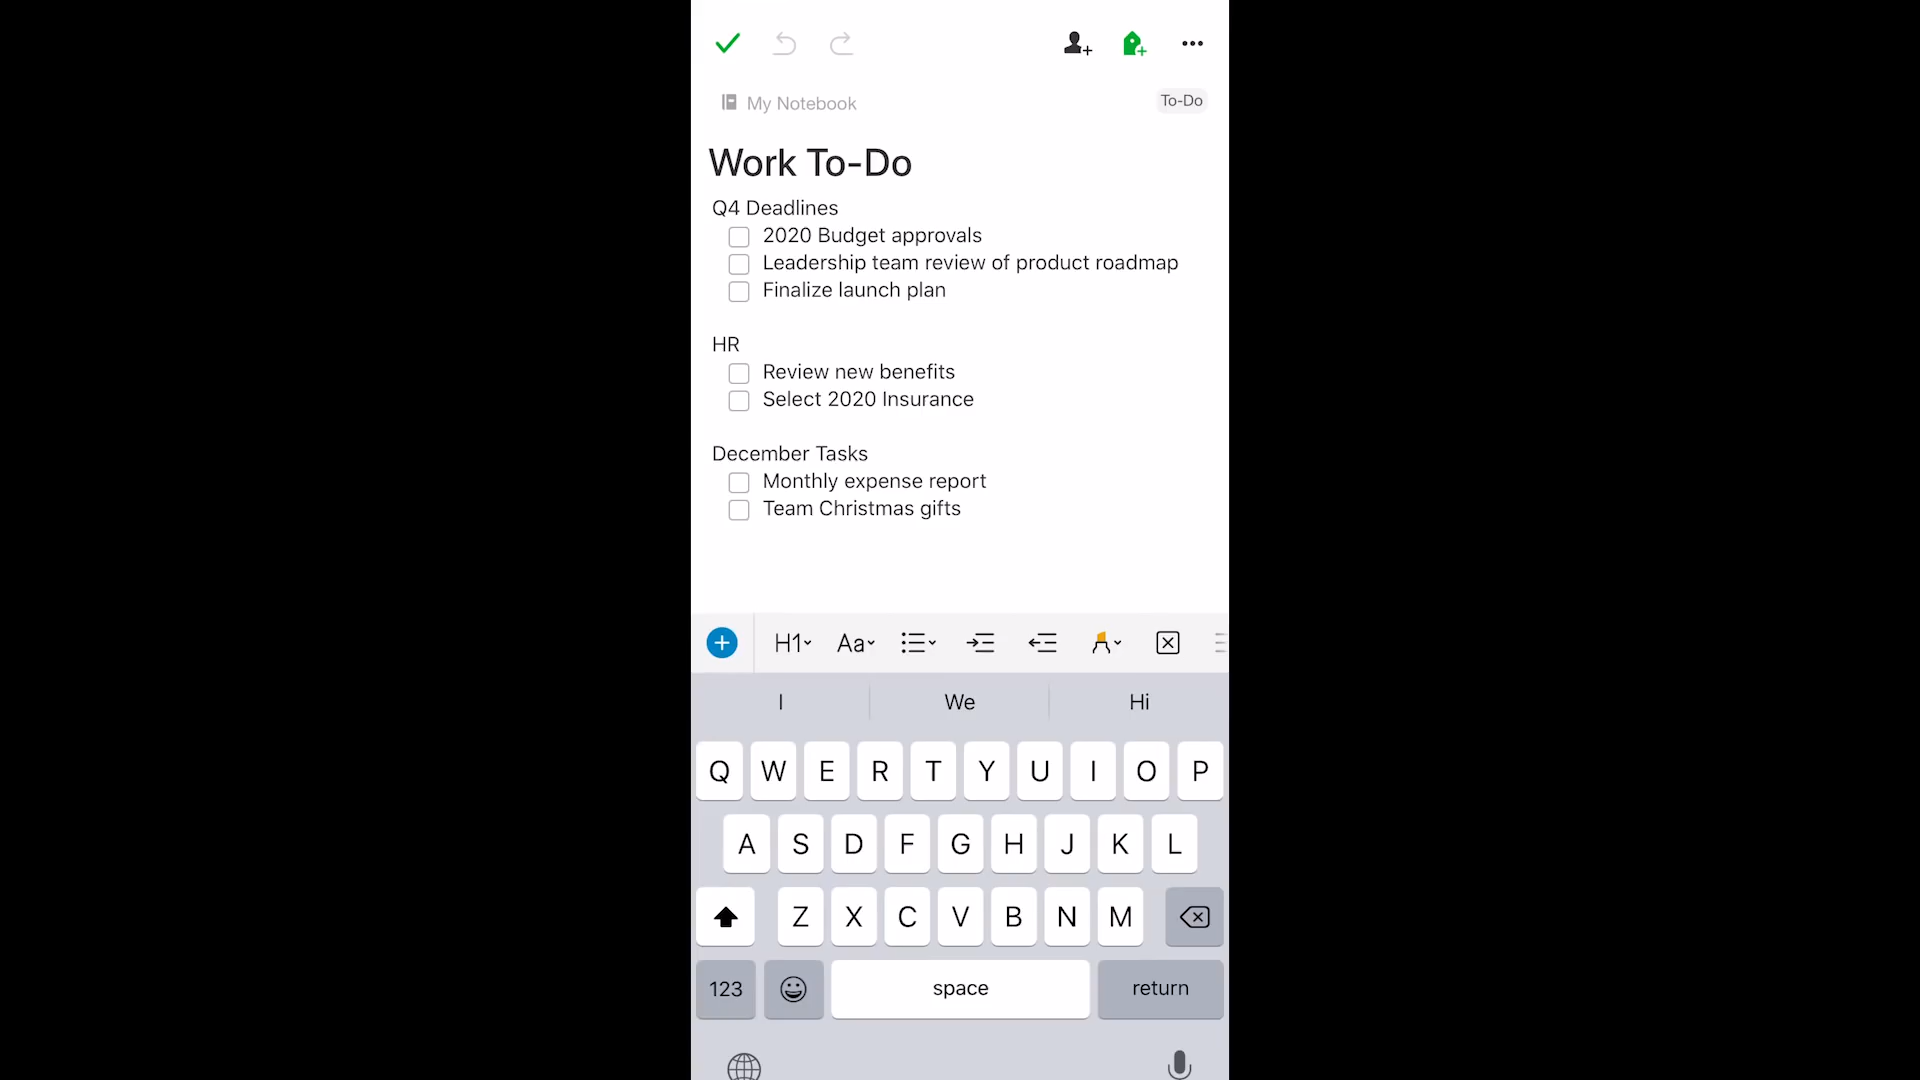 My Notebook
To-Do
Work To-Do
Q4 Deadlines
2020 Budget approvals
Leadership team review of product roadmap
Finalize launch plan
HR
Review new benefits
Select 2020 Insurance
December Tasks
Monthly expense report
Team Christmas gifts
H1 Aa
I We Hi
Q W E R T Y U I O P
A S D F G H J K L
Z X C V B N M
123 space return